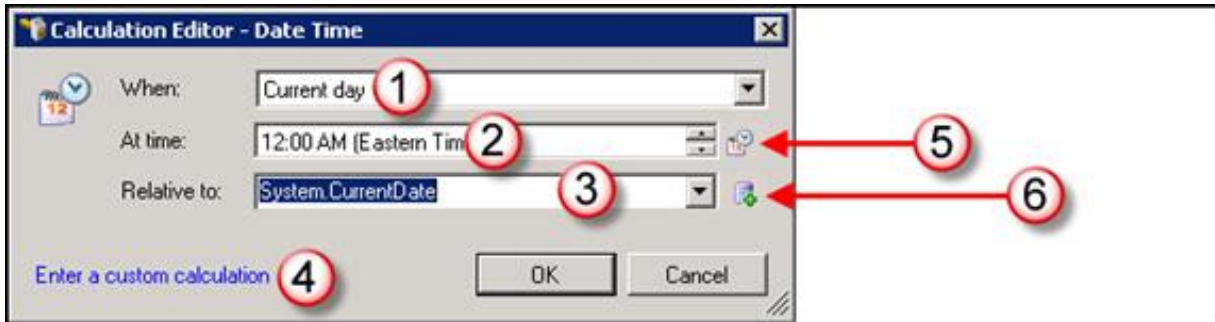 Calculation Editor - Date Time
When: Current day 1
At time: 12:00 AM (Eastern Tim 2 5
Relative to: System.CurrentDate 3 6
Enter a custom calculation 4 OK Cancel